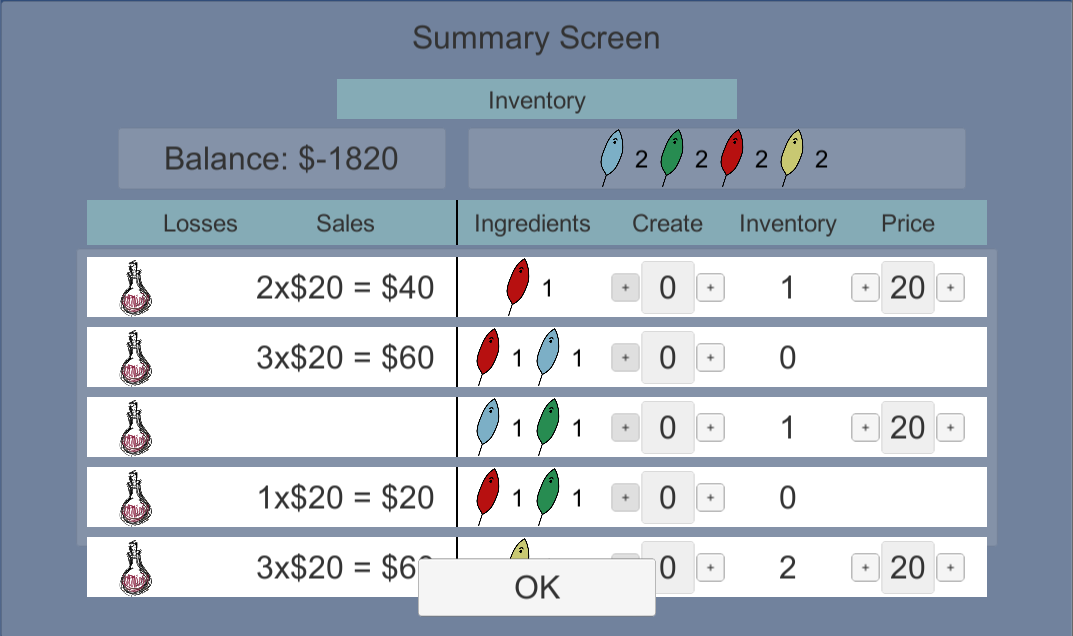 Summary Screen
Inventory
Balance: $-1820
2 2 2 2
Losses Sales Ingredients Create Inventory Price
2x$20 = $40 1 + 0 + 1 + 20 +
3x$20 = $60 1 1 + 0 + 0
1 1 + 0 + 1 + 20 +
1x$20 = $20 1 1 + 0 + 0
3x$20 = $6 0 + 2 + 20 +
OK